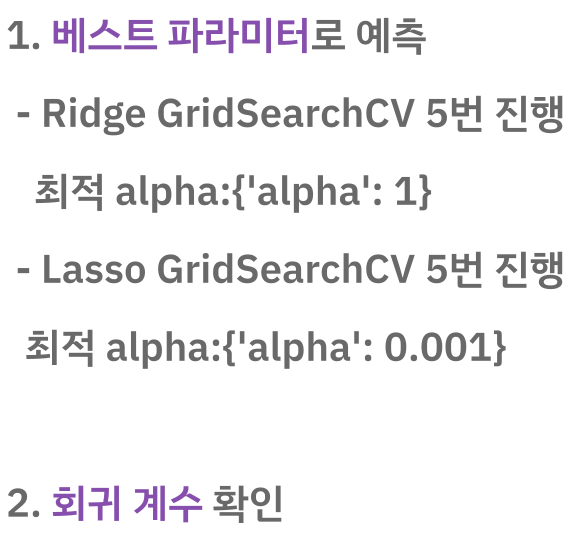 1. 베스트 파라미터로 예측
- Ridge GridSearchCV 5번 진행
최적 alpha:{'alpha': 1}
- Lasso GridSearchCV 5번 진행
최적 alpha:{'alpha': 0.001}
2. 회귀 계수 확인